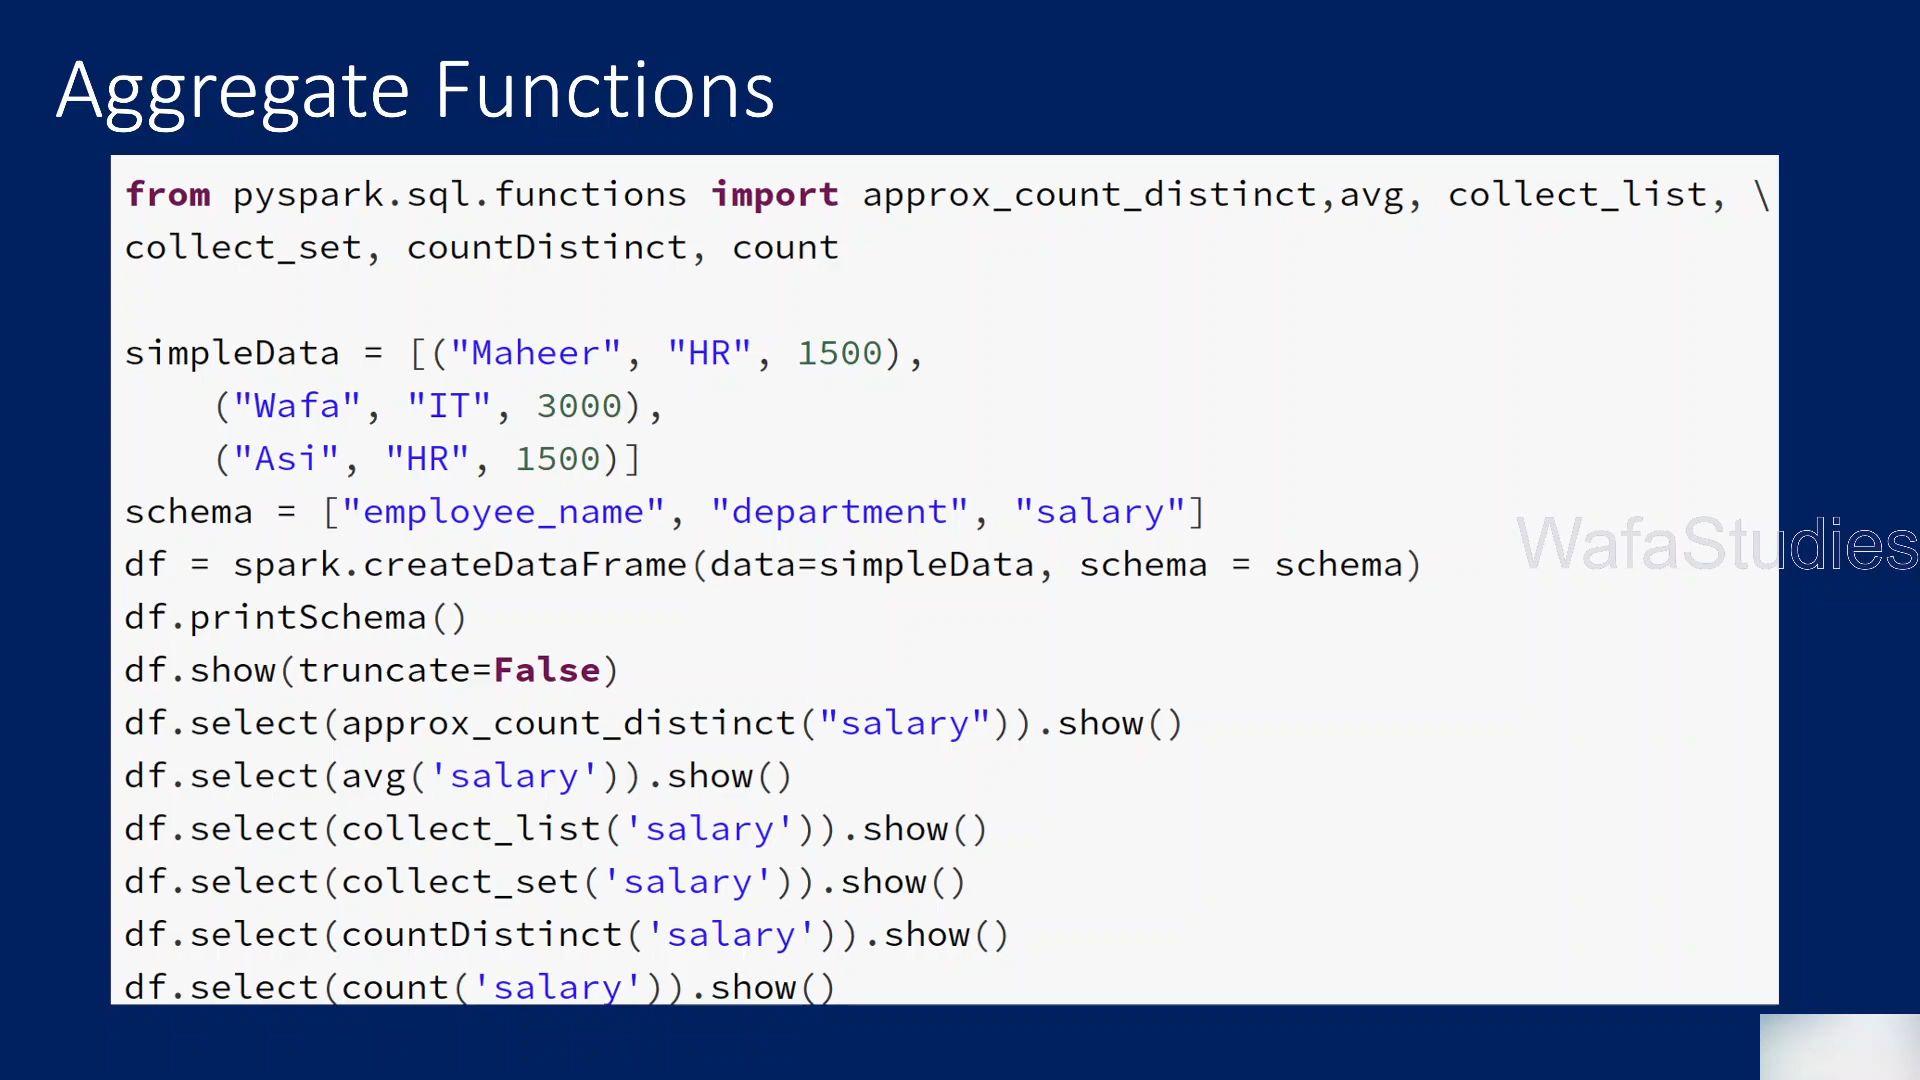 Aggregate Functions
from pyspark.sql.functions import approx_count_distinct,avg, collect_list, \
collect_set, countDistinct, count
simpleData = [("Maheer", "HR", 1500),
    ("Wafa", "IT", 3000),
    ("Asi", "HR", 1500)]
schema = ["employee_name", "department", "salary"]
df = spark.createDataFrame(data=simpleData, schema = schema)
WafaStudies
df.printSchema()
df.show(truncate=False)
df.select(approx_count_distinct("salary")).show()
df.select(avg('salary')).show()
df.select(collect_list('salary')).show()
df.select(collect_set('salary')).show()
df.select(countDistinct('salary')).show()
df.select(count('salary')).show()